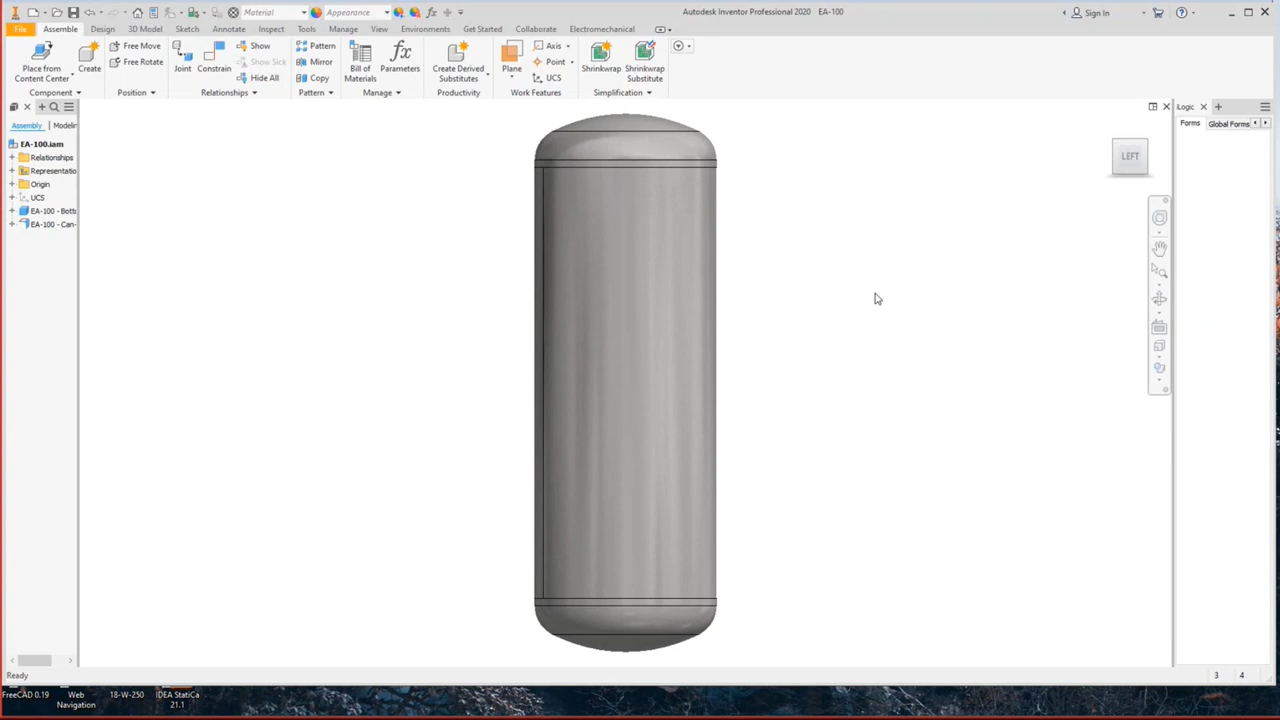 Material
Appearance
Autodesk Inventor Professional 2020 EA-100
Sign In
File Assemble Design 3D Model Sketch Annotate Inspect Tools Manage View Environments Get Started Collaborate Electromechanical
Place from
Content Center
Create
Component
Free Move
Free Rotate
Position
Joint
Constrain
Show
Show Sick
Hide All
Relationships
Pattern
Mirror
Copy
Pattern
Bill of
Materials
Parameters
Manage
Create Derived
Substitutes
Productivity
Plane
Axis
Point
UCS
Work Features
Shrinkwrap
Shrinkwrap
Substitute
Simplification
Assembly Modelin
EA-100.iam
Relationships
Representatio
Origin
UCS
EA-100 - Bott
EA-100 - Can-
LEFT
iLogic
Forms Global Forms
Ready
3 4
FreeCAD 0.19
Web
Navigation
18-W-250
IDEA StatiCa
21.1